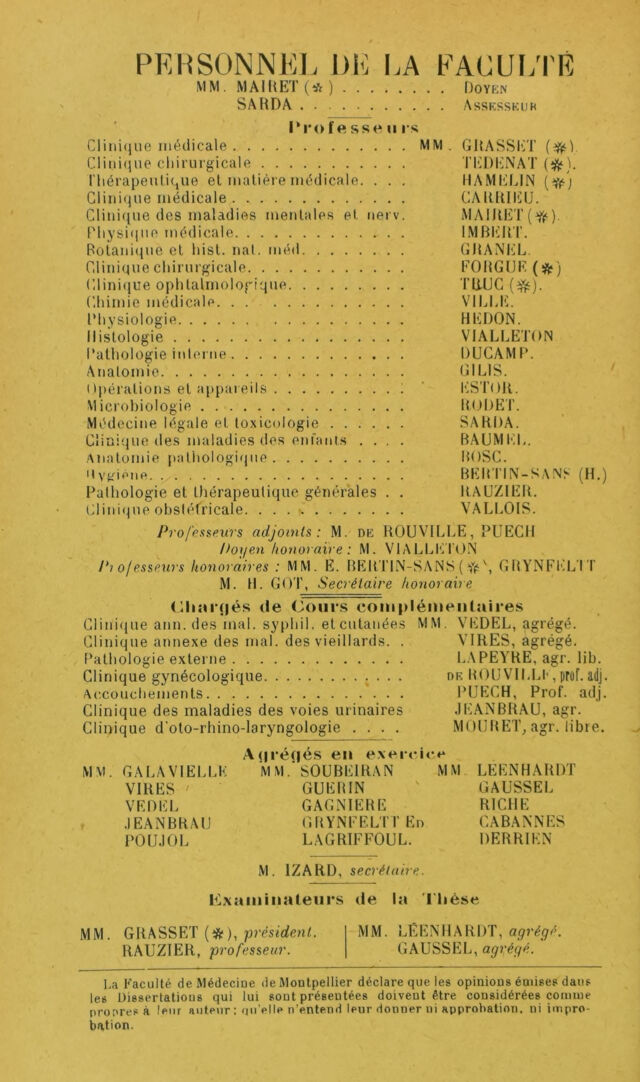 PERSONNEL DE LA FACULTÉ
MM. MAIRET (✻) . . . . . . . . DOYEN
SARDA . . . . . . . . . . . ASSESSEUR
Professeurs
Clinique médicale . . . . . . . . . . . . . MM. GRASSET (✻)
Clinique chirurgicale . . . . . . . . . . . TEDENAT (✻).
Thérapeutique et matière médicale. . . . HAMELIN (✻)
Clinique médicale . . . . . . . . . . . . . CARRIEU.
Clinique des maladies mentales et nerv. MAIRET (✻).
Physique médicale. . . . . . . . . . . . . IMBERT.
Botanique et hist. nat. méd. . . . . . . . GRANEL.
Clinique chirurgicale. . . . . . . . . . . . FORGUE (✻)
Clinique ophtalmologique. . . . . . . . . TRUC (✻).
Chimie médicale. . . . . . . . . . . . . . VILLE.
Physiologie. . . . . . . . . . . . . . . . HEDON.
Histologie . . . . . . . . . . . . . . . . VIALLETON
Pathologie interne . . . . . . . . . . . . DUCAMP.
Anatomie. . . . . . . . . . . . . . . . . GILIS.
Opérations et appareils . . . . . . . . . . ESTOR.
Microbiologie . . . . . . . . . . . . . . . RODET.
Médecine légale et toxicologie . . . . . . SARDA.
Clinique des maladies des enfants . . . . BAUMEL.
Anatomie pathologique. . . . . . . . . . BOSC.
Hygiène. . . . . . . . . . . . . . . . . . BERTIN-SANS (H.)
Pathologie et thérapeutique générales . . RAUZIER.
Clinique obstétricale. . . . . . . . . . . VALLOIS.
Professeurs adjoints : M. DE ROUVILLE, PUECH
Doyen honoraire : M. VIALLETON
Professeurs honoraires : MM. E. BERTIN-SANS (✻), GRYNFELTT
M. H. GOT, Secrétaire honoraire
Chargés de Cours complémentaires
Clinique ann. des mal. syphil. et cutanées MM. VEDEL, agrégé.
Clinique annexe des mal. des vieillards. . VIRES, agrégé.
Pathologie externe . . . . . . . . . . . . LAPEYRE, agr. lib.
Clinique gynécologique. . . . . . . . . . DE ROUVILLE, prof. adj.
Accouchements. . . . . . . . . . . . . . PUECH, Prof. adj.
Clinique des maladies des voies urinaires JEANBRAU, agr.
Clinique d'oto-rhino-laryngologie . . . . MOURET, agr. libre.
Agrégés en exercice
MM. GALAVIELLE MM. SOUBEIRAN MM. LEENHARDT
VIRES GUERIN GAUSSEL
VEDEL GAGNIERE RICHE
JEANBRAU GRYNFELTT ED CABANNES
POUJOL LAGRIFFOUL. DERRIEN
M. IZARD, secrétaire.
Examinateurs de la Thèse
MM. GRASSET (✻), président. MM. LÉENHARDT, agrégé.
RAUZIER, professeur. GAUSSEL, agrégé.
La Faculté de Médecine de Montpellier déclare que les opinions émises dans
les Dissertations qui lui sont présentées doivent être considérées comme
propres à leur auteur ; qu'elle n'entend leur donner ni approbation, ni impro-
bation.